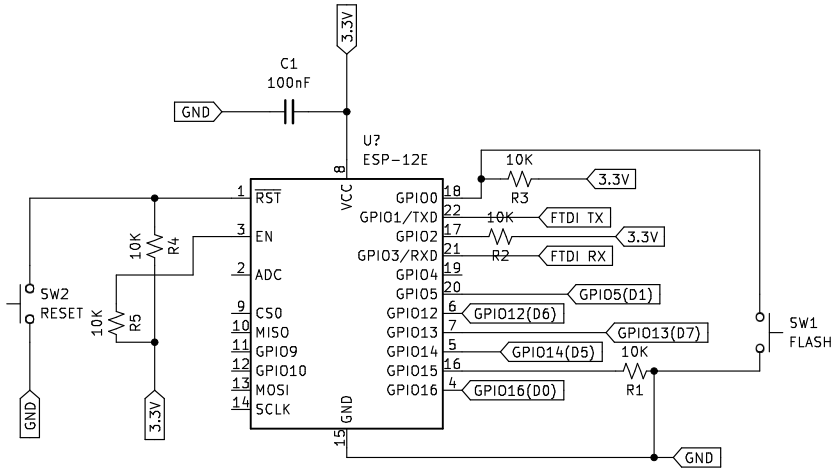 3.3V
C1
100nF
GND
U?
ESP-12E
8
VCC
1 RST
3 EN
2 ADC
9 CS0
10 MISO
11 GPIO9
12 GPIO10
13 MOSI
14 SCLK
GPIO0 18
GPIO1/TXD 22
GPIO2 17
GPIO3/RXD 21
GPIO4 19
GPIO5 20
GPIO12 6
GPIO13 7
GPIO14 5
GPIO15 16
GPIO16 4
GND
15
10K
R3
3.3V
FTDI TX
10K
R2
3.3V
FTDI RX
GPIO5(D1)
GPIO12(D6)
GPIO13(D7)
GPIO14(D5)
10K
R1
GPIO16(D0)
GND
SW1
FLASH
10K
R4
10K
R5
SW2
RESET
GND
3.3V